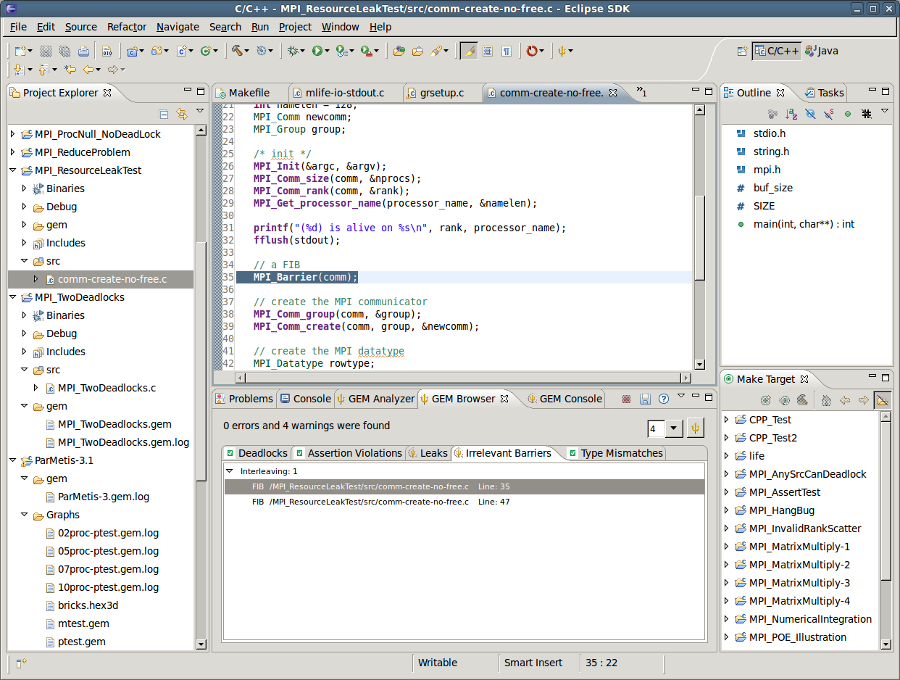 C/C++ - MPI_ResourceLeakTest/src/comm-create-no-free.c - Eclipse SDK
File Edit Source Refactor Navigate Search Run Project Window Help
C/C++ Java
Project Explorer
MPI_ProcNull_NoDeadLock
MPI_ReduceProblem
MPI_ResourceLeakTest
Binaries
Debug
gem
Includes
src
comm-create-no-free.c
MPI_TwoDeadlocks
Binaries
Debug
Includes
src
MPI_TwoDeadlocks.c
gem
MPI_TwoDeadlocks.gem
MPI_TwoDeadlocks.gem.log
ParMetis-3.1
gem
ParMetis-3.gem.log
Graphs
02proc-ptest.gem.log
05proc-ptest.gem.log
07proc-ptest.gem.log
10proc-ptest.gem.log
bricks.hex3d
mtest.gem
ptest.gem
Makefile mlife-io-stdout.c grsetup.c comm-create-no-free. »1
21 int namelen = 128;
22 MPI_Comm newcomm;
23 MPI_Group group;
24
25 /* init */
26 MPI_Init(&argc, &argv);
27 MPI_Comm_size(comm, &nprocs);
28 MPI_Comm_rank(comm, &rank);
29 MPI_Get_processor_name(processor_name, &namelen);
30
31 printf("(%d) is alive on %s\n", rank, processor_name);
32 fflush(stdout);
33
34 // a FIB
35 MPI_Barrier(comm);
36
37 // create the MPI communicator
38 MPI_Comm_group(comm, &group);
39 MPI_Comm_create(comm, group, &newcomm);
40
41 // create the MPI datatype
42 MPI_Datatype rowtype;
Problems Console GEM Analyzer GEM Browser GEM Console
0 errors and 4 warnings were found
4
Deadlocks Assertion Violations Leaks Irrelevant Barriers Type Mismatches
Interleaving: 1
FIB /MPI_ResourceLeakTest/src/comm-create-no-free.c Line: 35
FIB /MPI_ResourceLeakTest/src/comm-create-no-free.c Line: 47
Outline Tasks
stdio.h
string.h
mpi.h
buf_size
SIZE
main(int, char**) : int
Make Target
CPP_Test
CPP_Test2
life
MPI_AnySrcCanDeadlock
MPI_AssertTest
MPI_HangBug
MPI_InvalidRankScatter
MPI_MatrixMultiply-1
MPI_MatrixMultiply-2
MPI_MatrixMultiply-3
MPI_MatrixMultiply-4
MPI_NumericalIntegration
MPI_POE_Illustration
Writable Smart Insert 35 : 22